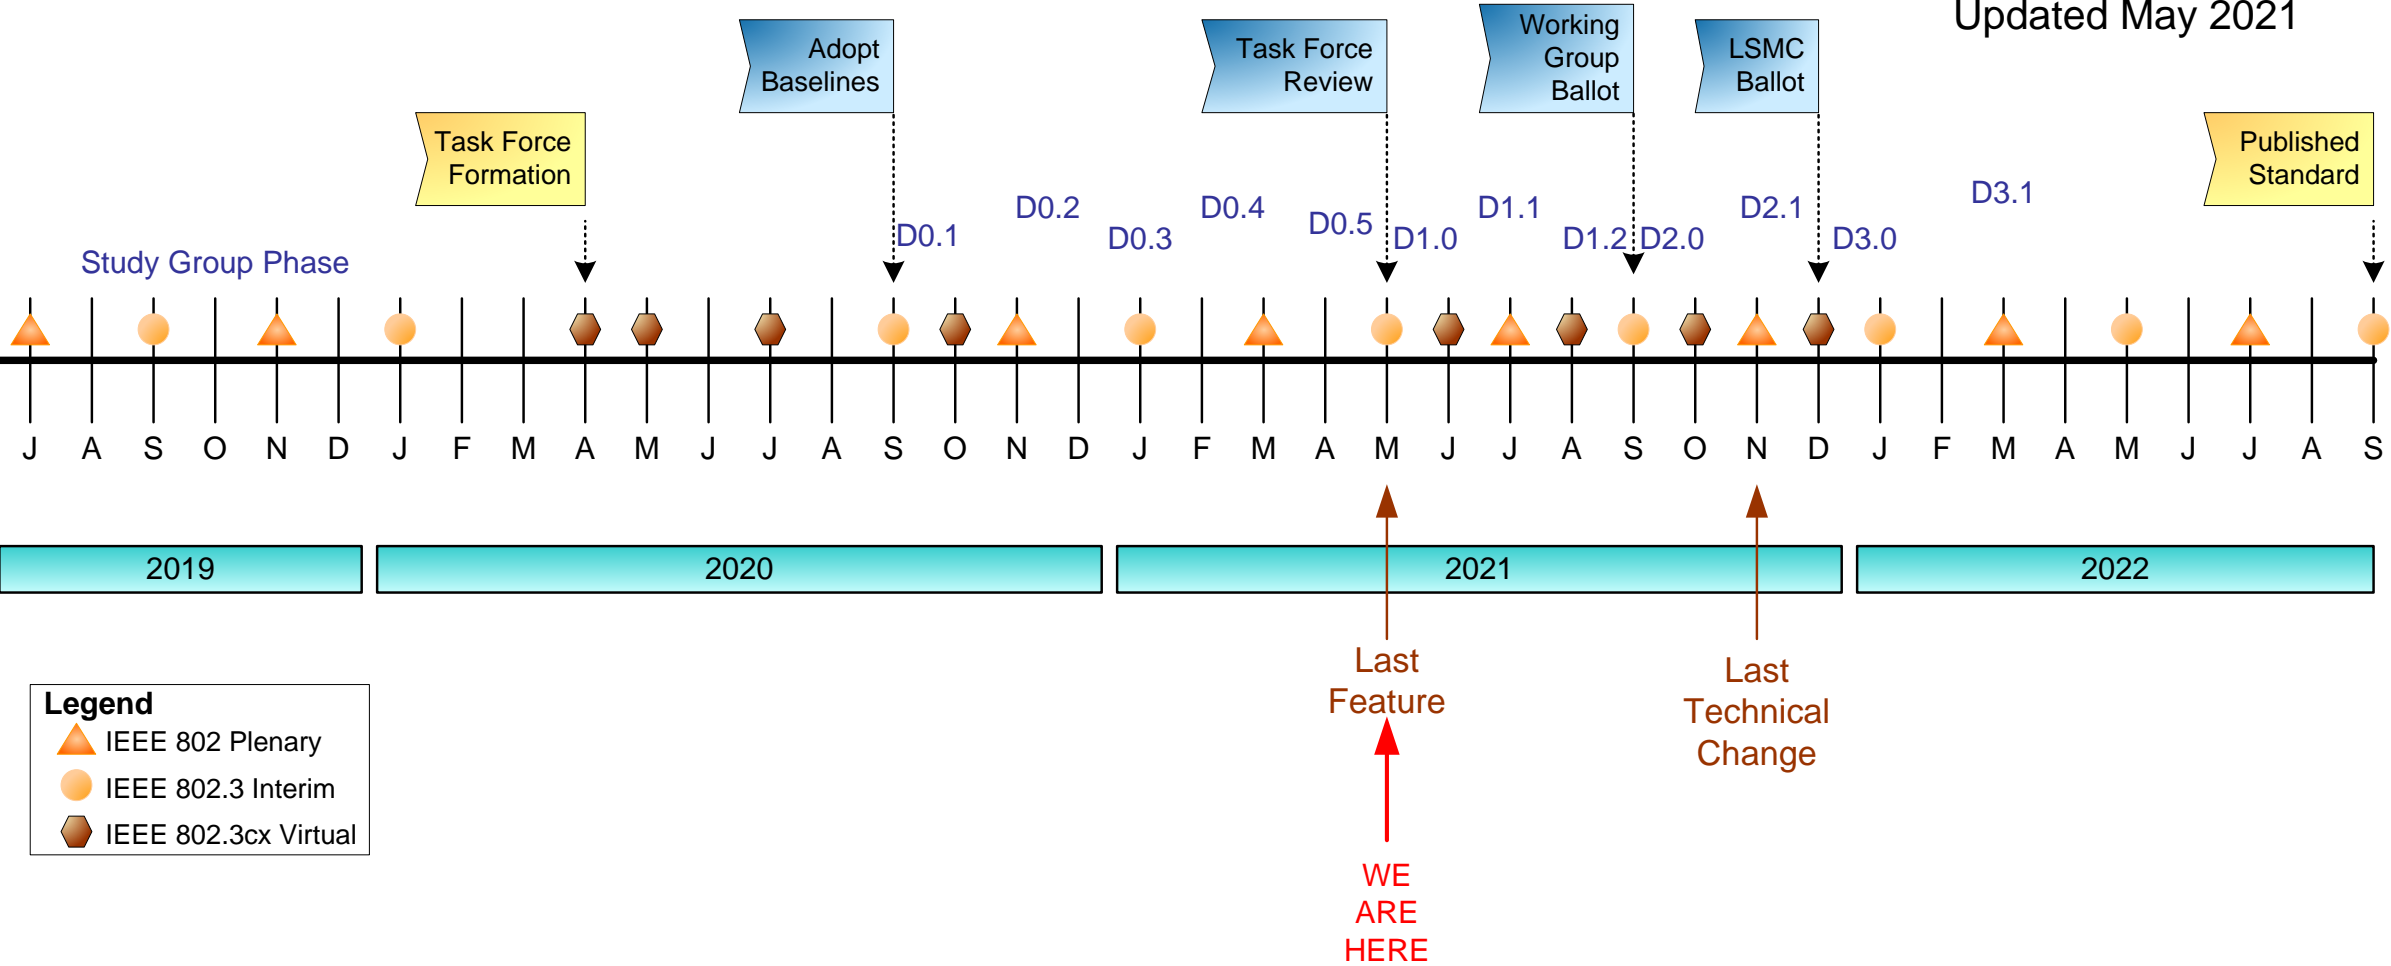 Updated May 2021
Working
Group
Ballot
Adopt
Baselines
Task Force
Review
LSMC
Ballot
Task Force
Formation
Published
Standard
Study Group Phase
D0.1
D0.2
D0.3
D0.4
D0.5
D1.0
D1.1
D1.2
D2.0
D2.1
D3.0
D3.1
J A S O N D J F M A M J J A S O N D J F M A M J J A S O N D J F M A M J J A S
2019 2020 2021 2022
Last
Feature
Last
Technical
Change
Legend
IEEE 802 Plenary
IEEE 802.3 Interim
IEEE 802.3cx Virtual
WE
ARE
HERE